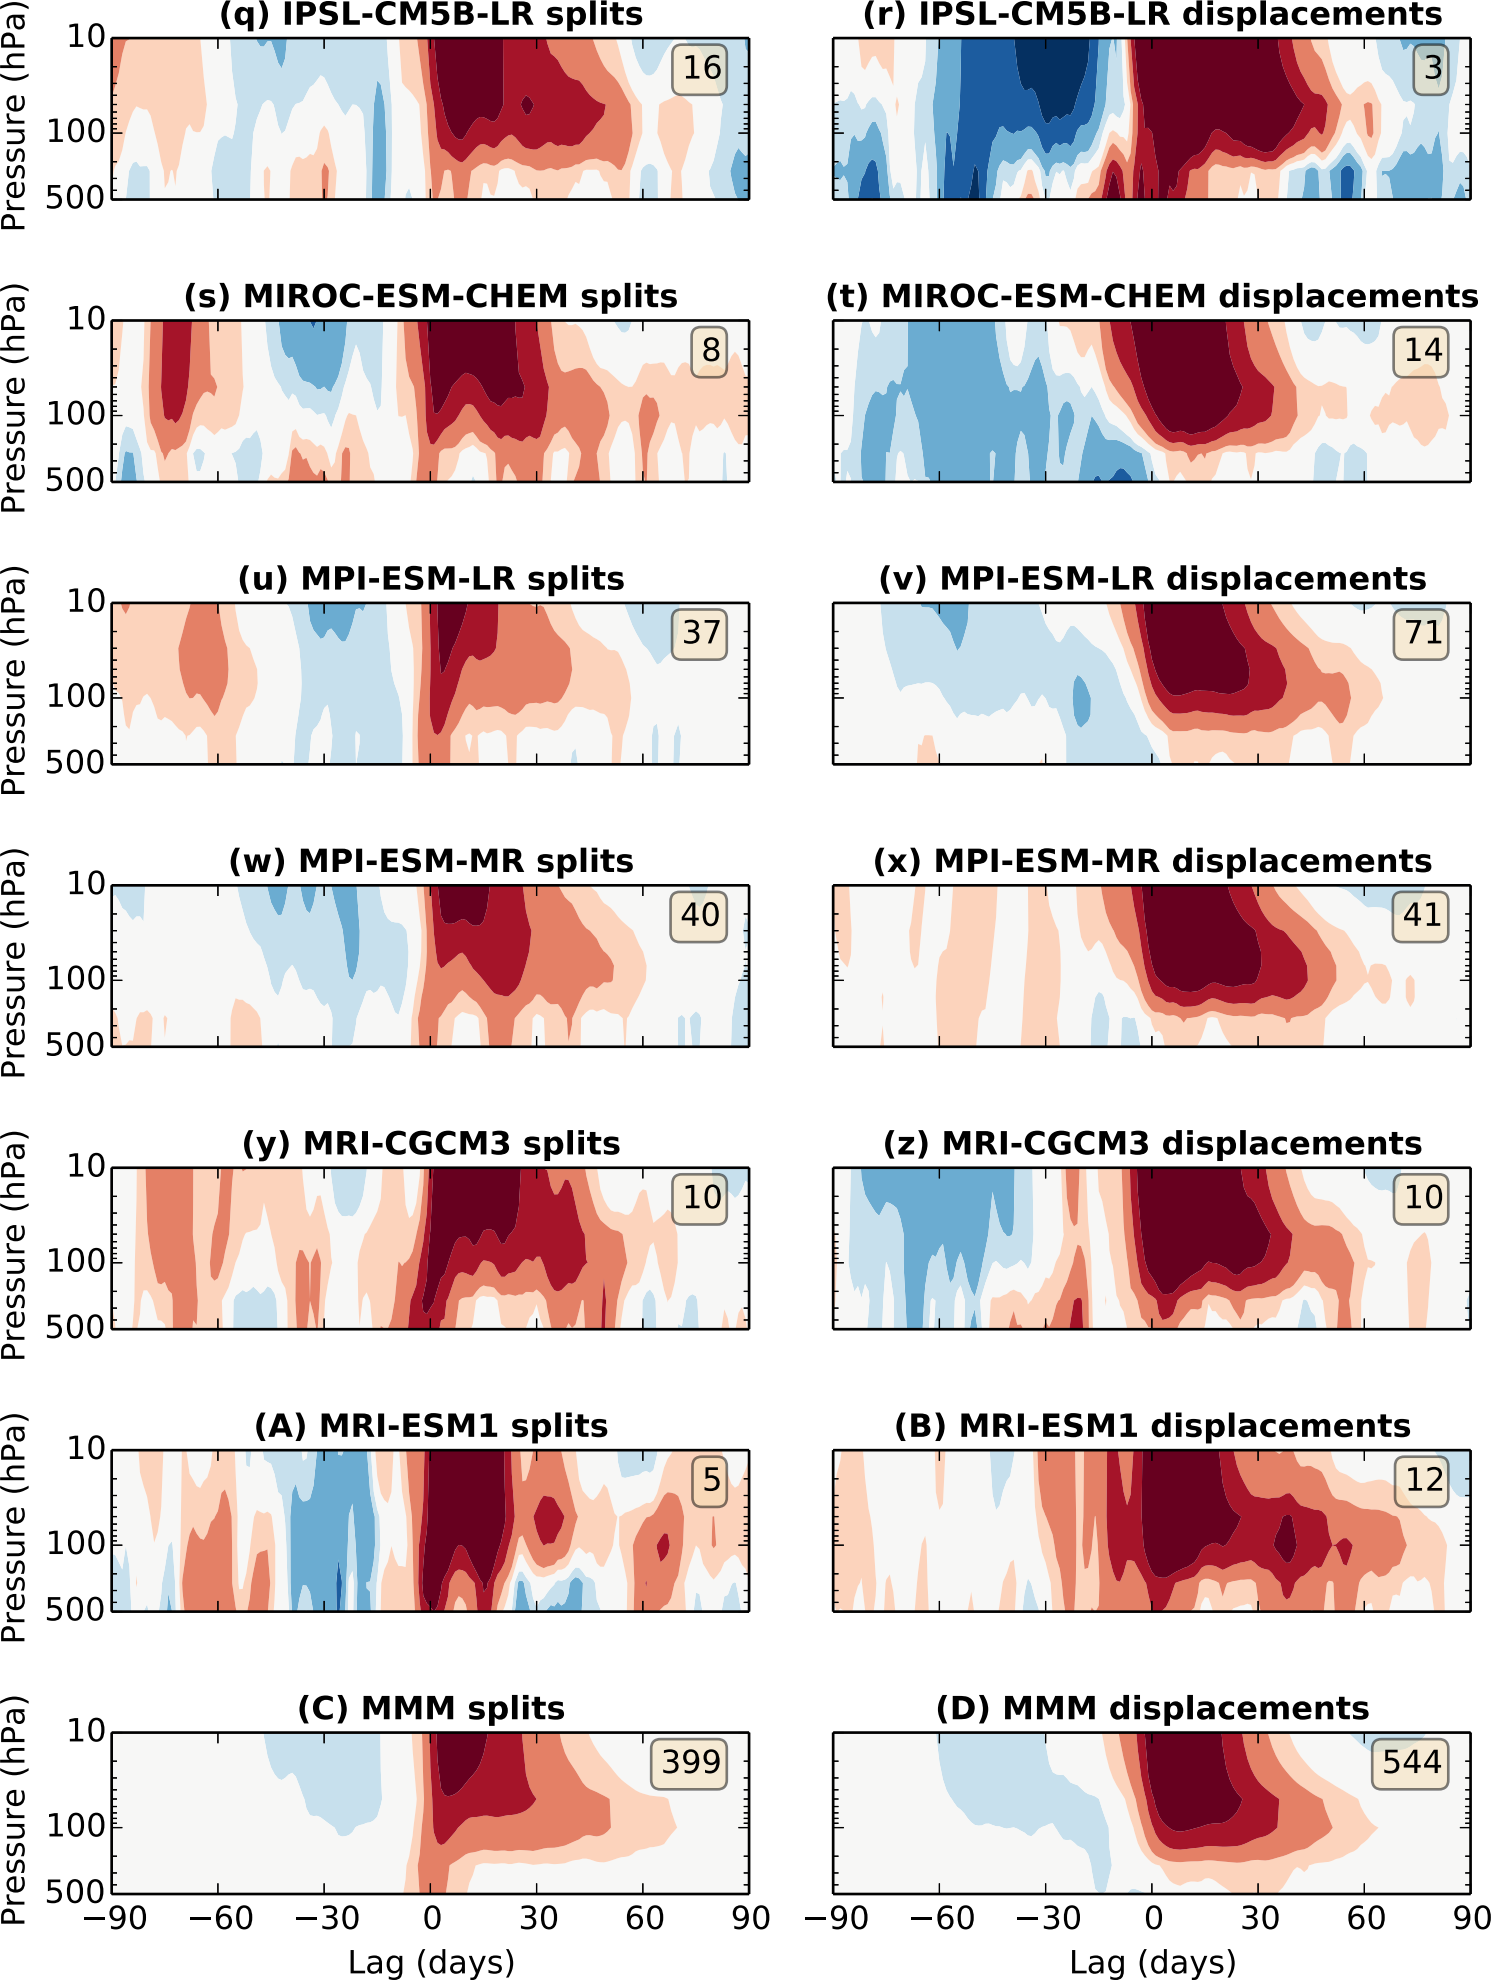 (q) IPSL-CM5B-LR splits
(r) IPSL-CM5B-LR displacements
Pressure (hPa)
10
100
500
16
3
(s) MIROC-ESM-CHEM splits
(t) MIROC-ESM-CHEM displacements
Pressure (hPa)
10
100
500
8
14
(u) MPI-ESM-LR splits
(v) MPI-ESM-LR displacements
Pressure (hPa)
10
100
500
37
71
(w) MPI-ESM-MR splits
(x) MPI-ESM-MR displacements
Pressure (hPa)
10
100
500
40
41
(y) MRI-CGCM3 splits
(z) MRI-CGCM3 displacements
Pressure (hPa)
10
100
500
10
10
(A) MRI-ESM1 splits
(B) MRI-ESM1 displacements
Pressure (hPa)
10
100
500
5
12
(C) MMM splits
(D) MMM displacements
Pressure (hPa)
10
100
500
399
544
−90 −60 −30 0 30 60 90
−90 −60 −30 0 30 60 90
Lag (days)
Lag (days)